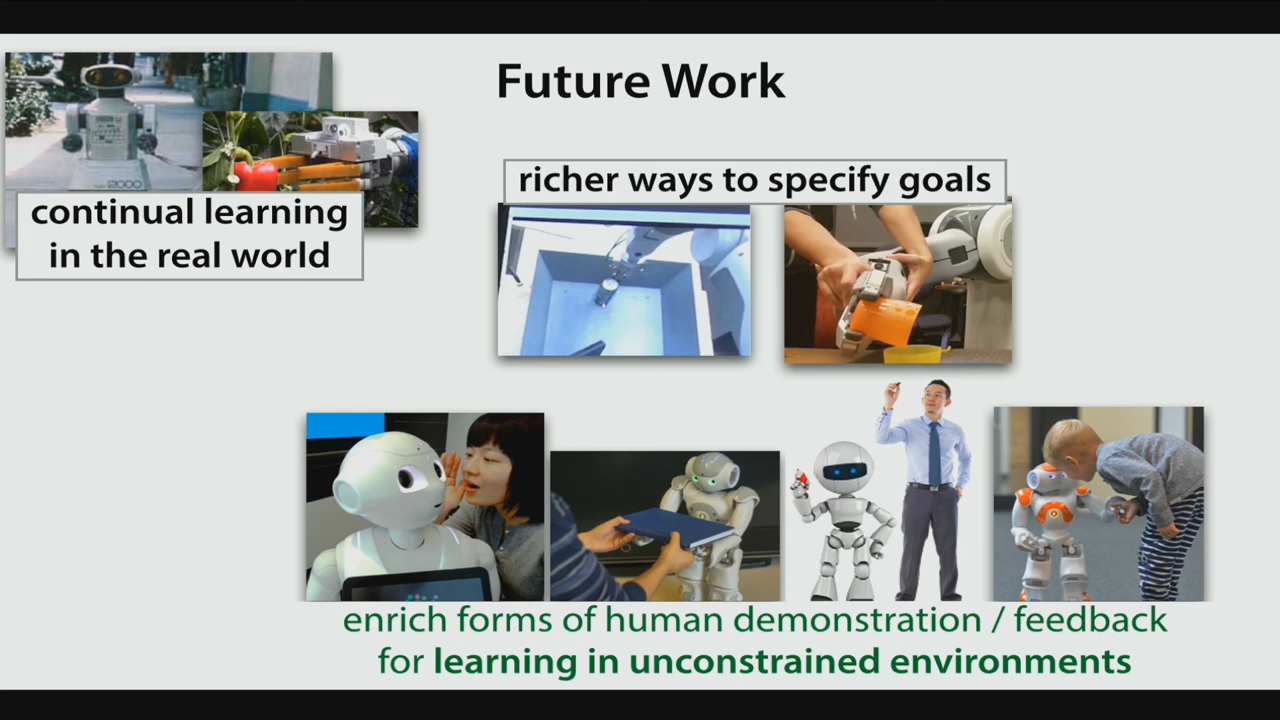 Future Work
2000
continual learning
in the real world
richer ways to specify goals
enrich forms of human demonstration / feedback
for learning in unconstrained environments